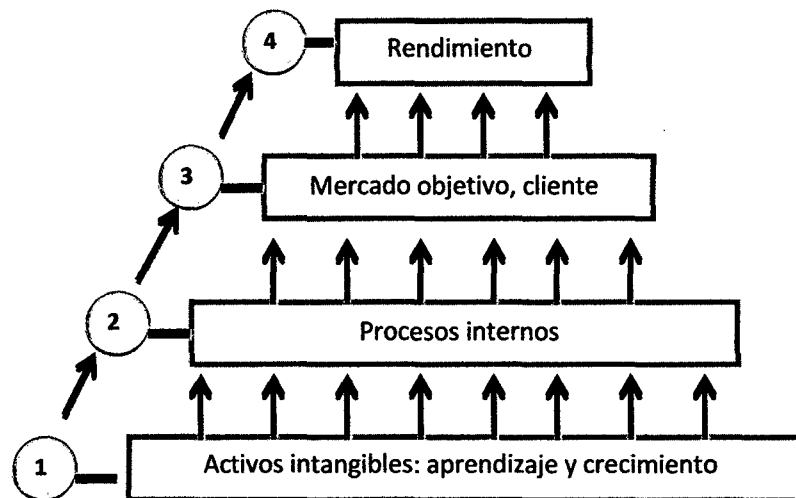 4
Rendimiento
3
Mercado objetivo, cliente
2
Procesos internos
1
Activos intangibles: aprendizaje y crecimiento